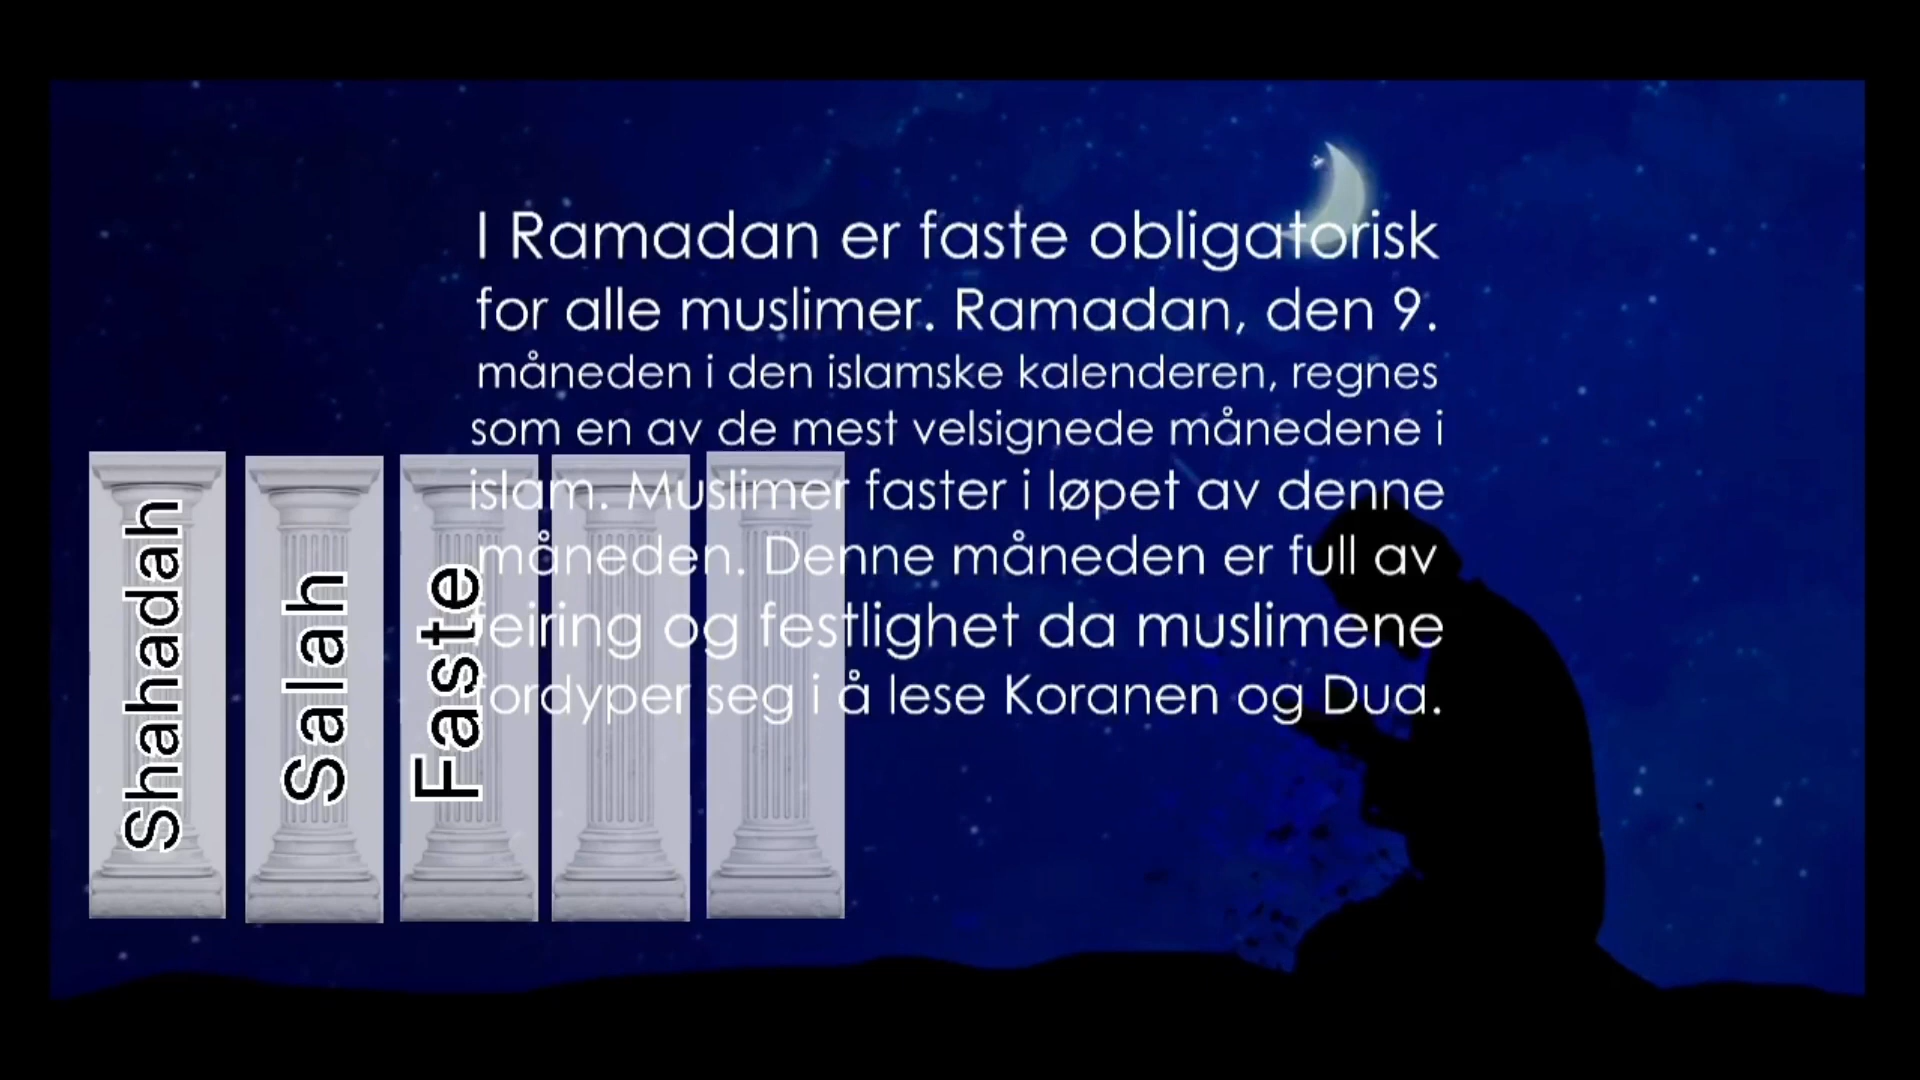 I Ramadan er faste obligatorisk
for alle muslimer. Ramadan, den 9.
måneden i den islamske kalenderen, regnes
som en av de mest velsignede månedene i
islam. Muslimer faster i løpet av denne
måneden. Denne måneden er full av
feiring og festlighet da muslimene
fordyper seg i å lese Koranen og Dua.
Shahadah
Salah
Faste